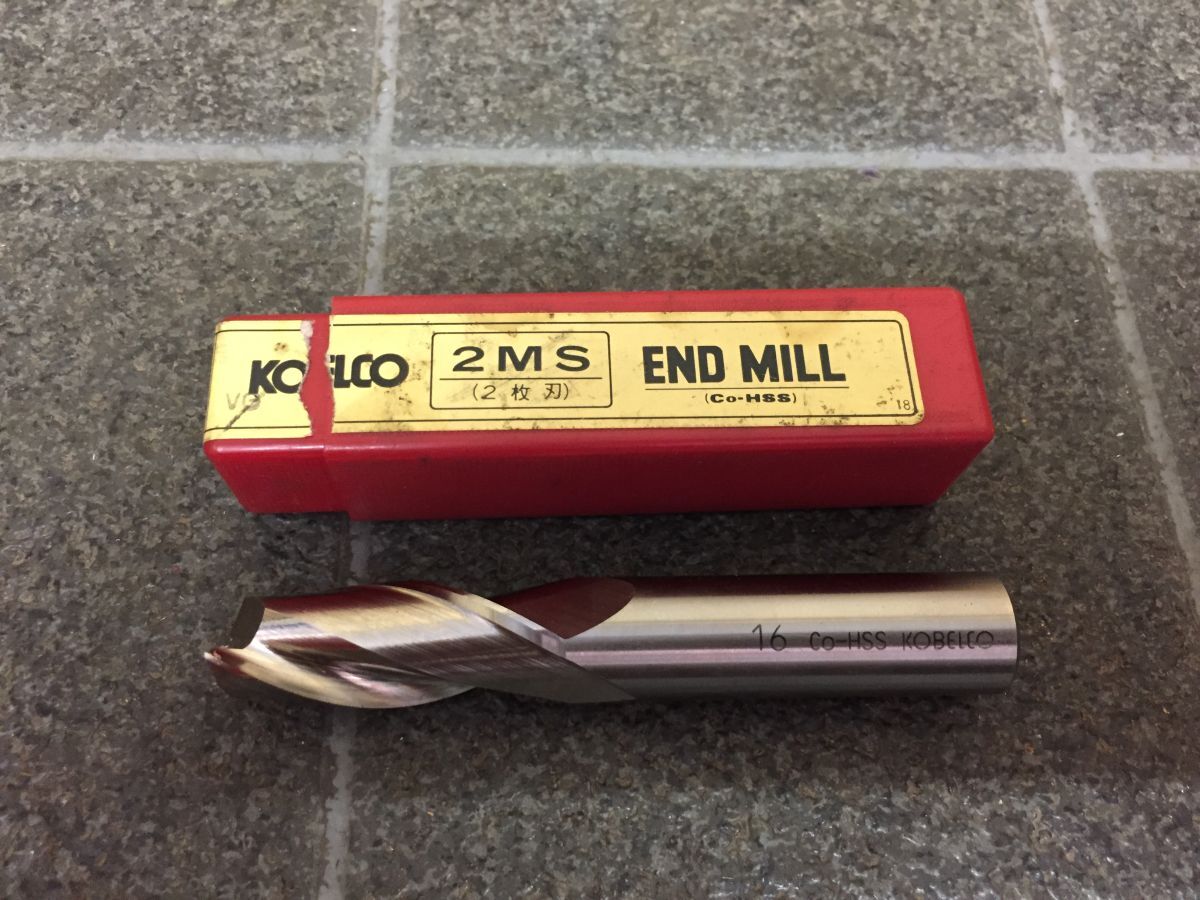 KOBELCO
2MS
(2枚刃)
END MILL
(Co-HSS)
18
16 Co-HSS KOBELCO